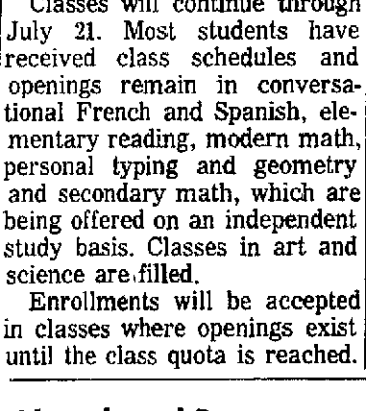 Classes will continue through
July 21. Most students have
received class schedules and
openings remain in conversa-
tional French and Spanish, ele-
mentary reading, modern math,
personal typing and geometry
and secondary math, which are
being offered on an independent
study basis. Classes in art and
science are filled.
Enrollments will be accepted
in classes where openings exist
until the class quota is reached.